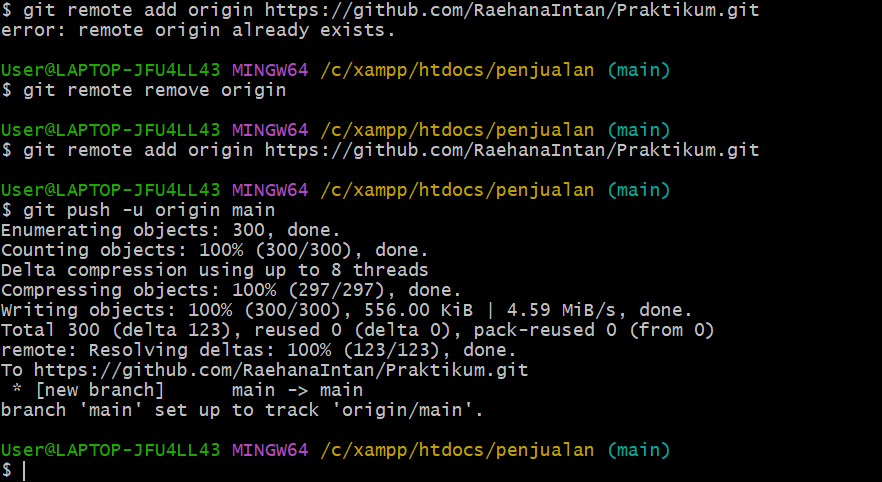 $ git remote add origin https://github.com/RaehanaIntan/Praktikum.git
error: remote origin already exists.
User@LAPTOP-JFU4LL43 MINGW64 /c/xampp/htdocs/penjualan (main)
$ git remote remove origin
User@LAPTOP-JFU4LL43 MINGW64 /c/xampp/htdocs/penjualan (main)
$ git remote add origin https://github.com/RaehanaIntan/Praktikum.git
User@LAPTOP-JFU4LL43 MINGW64 /c/xampp/htdocs/penjualan (main)
$ git push -u origin main
Enumerating objects: 300, done.
Counting objects: 100% (300/300), done.
Delta compression using up to 8 threads
Compressing objects: 100% (297/297), done.
Writing objects: 100% (300/300), 556.00 KiB | 4.59 MiB/s, done.
Total 300 (delta 123), reused 0 (delta 0), pack-reused 0 (from 0)
remote: Resolving deltas: 100% (123/123), done.
To https://github.com/RaehanaIntan/Praktikum.git
 * [new branch]      main -> main
branch 'main' set up to track 'origin/main'.
User@LAPTOP-JFU4LL43 MINGW64 /c/xampp/htdocs/penjualan (main)
$